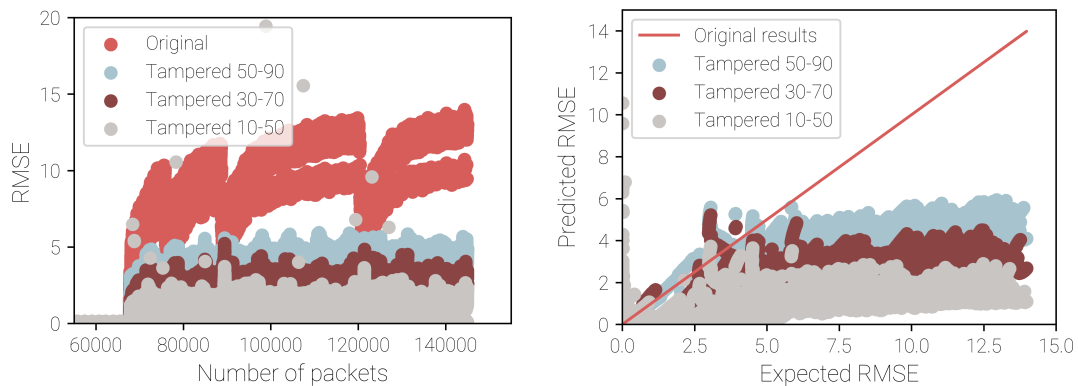 20
15
10
5
0
RMSE
Original
Tampered 50-90
Tampered 30-70
Tampered 10-50
60000 80000 100000 120000 140000
Number of packets
14
12
10
8
6
4
2
0
Predicted RMSE
Original results
Tampered 50-90
Tampered 30-70
Tampered 10-50
0.0 2.5 5.0 7.5 10.0 12.5 15.0
Expected RMSE